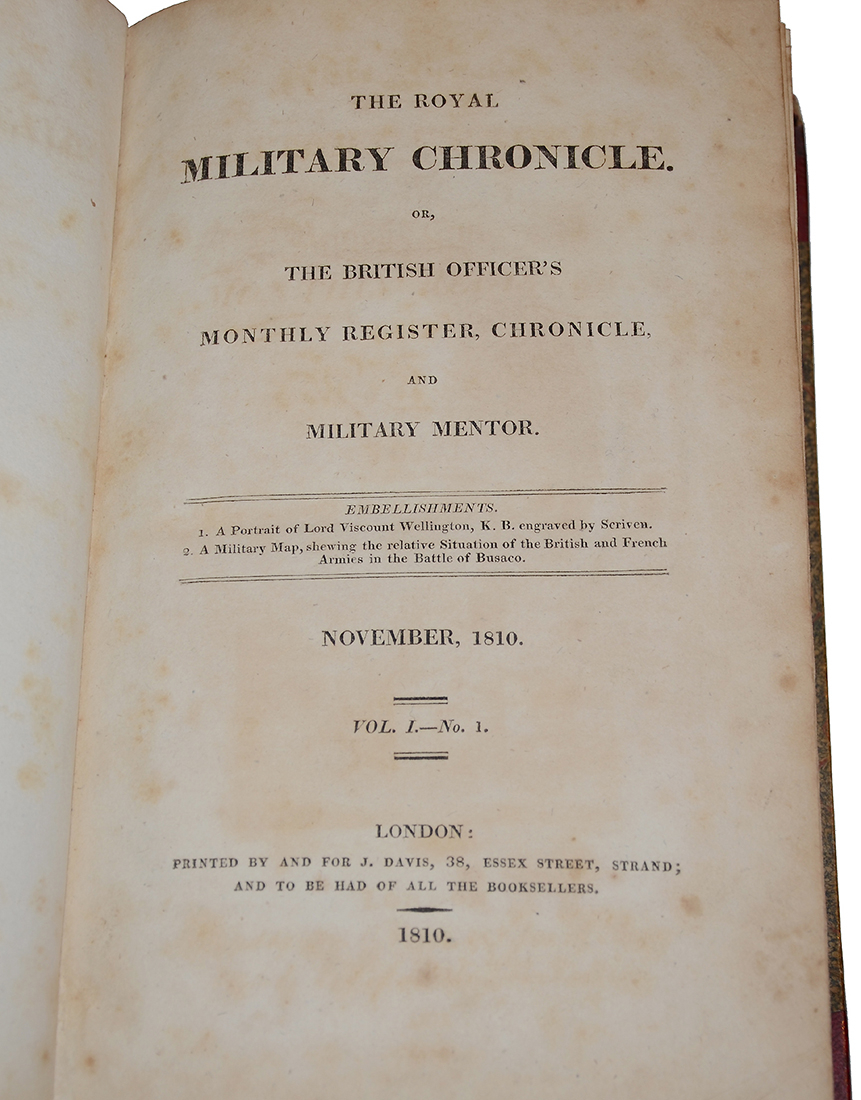 THE ROYAL
MILITARY CHRONICLE.
OR,
THE BRITISH OFFICER'S
MONTHLY REGISTER, CHRONICLE,
AND
MILITARY MENTOR.
EMBELLISHMENTS.
1. A Portrait of Lord Viscount Wellington, K. B. engraved by Scriven.
2. A Military Map, shewing the relative Situation of the British and French
Armies in the Battle of Busaco.
NOVEMBER, 1810.
VOL. I.—No. 1.
LONDON:
PRINTED BY AND FOR J. DAVIS, 38, ESSEX STREET, STRAND;
AND TO BE HAD OF ALL THE BOOKSELLERS.
1810.